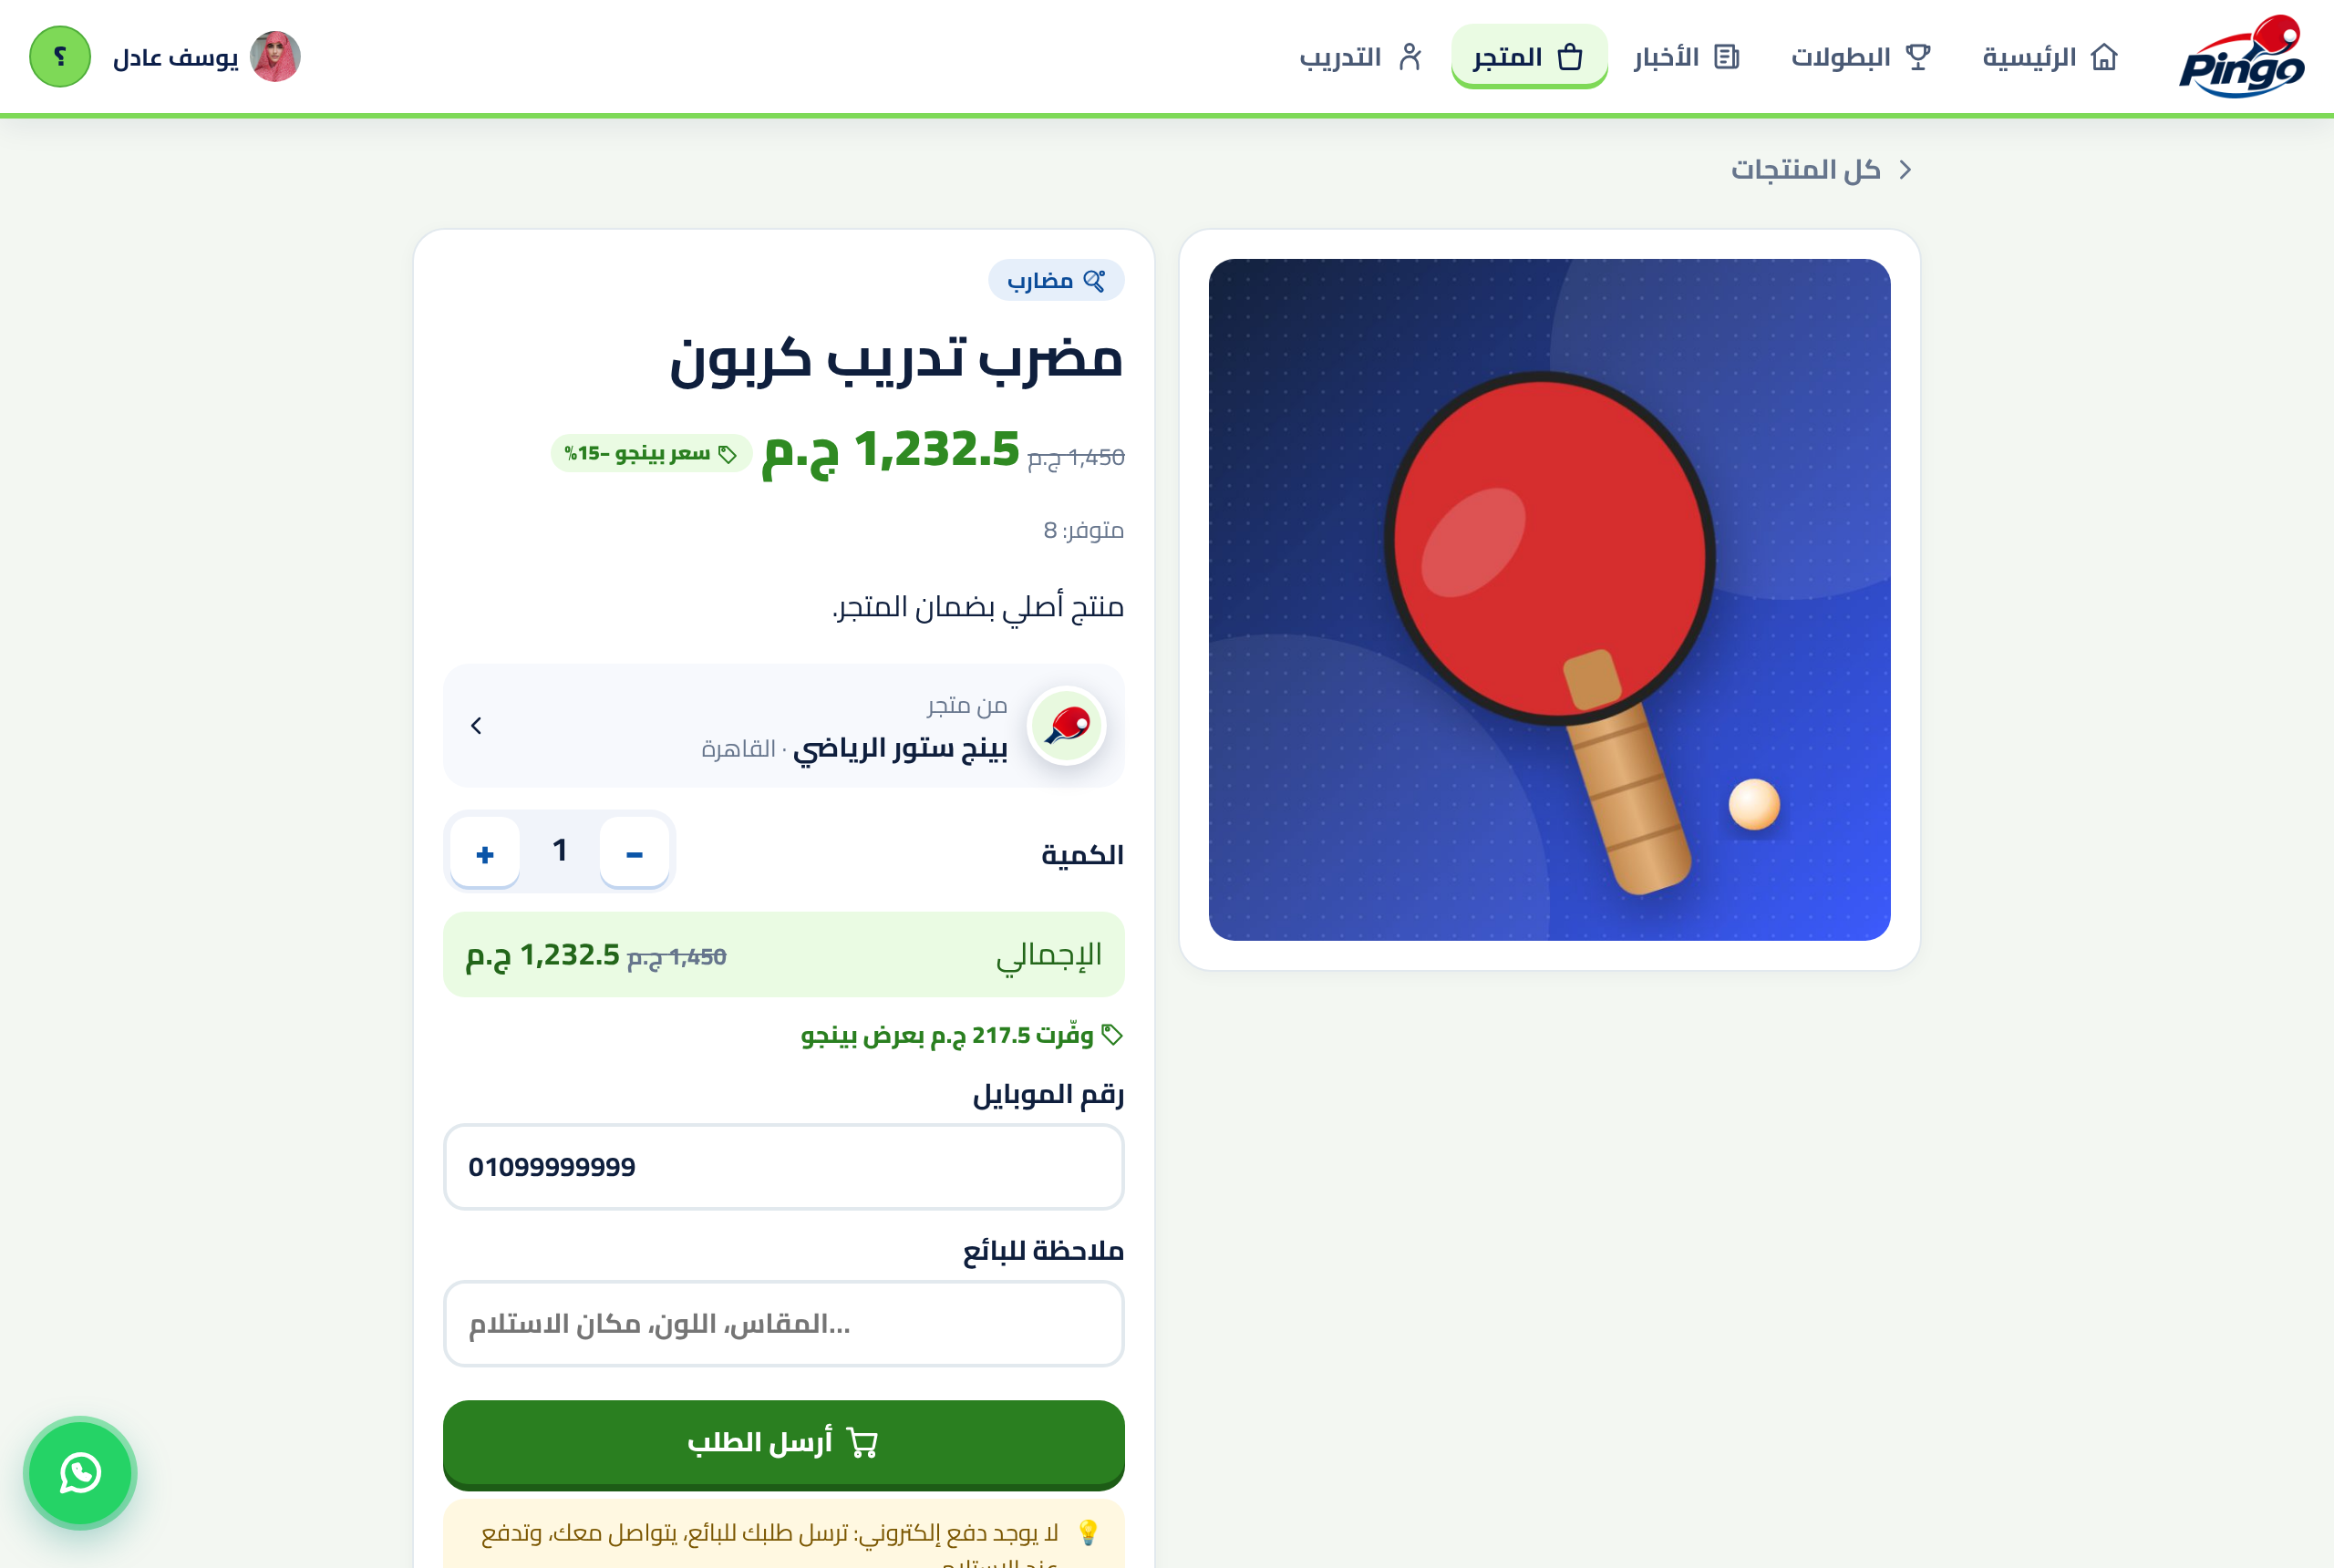 Pingo
الرئيسية
البطولات
الأخبار
المتجر
التدريب
يوسف عادل
؟
كل المنتجات
مضارب
مضرب تدريب كربون
1,450 ج.م 1,232.5 ج.م سعر بينجو -15%
متوفر: 8
منتج أصلي بضمان المتجر.
من متجر
بينج ستور الرياضي · القاهرة
الكمية
− 1 +
الإجمالي 1,450 ج.م 1,232.5 ج.م
وفّرت 217.5 ج.م بعرض بينجو
رقم الموبايل
01099999999
ملاحظة للبائع
المقاس، اللون، مكان الاستلام...
أرسل الطلب
لا يوجد دفع إلكتروني: ترسل طلبك للبائع، يتواصل معك، وتدفع